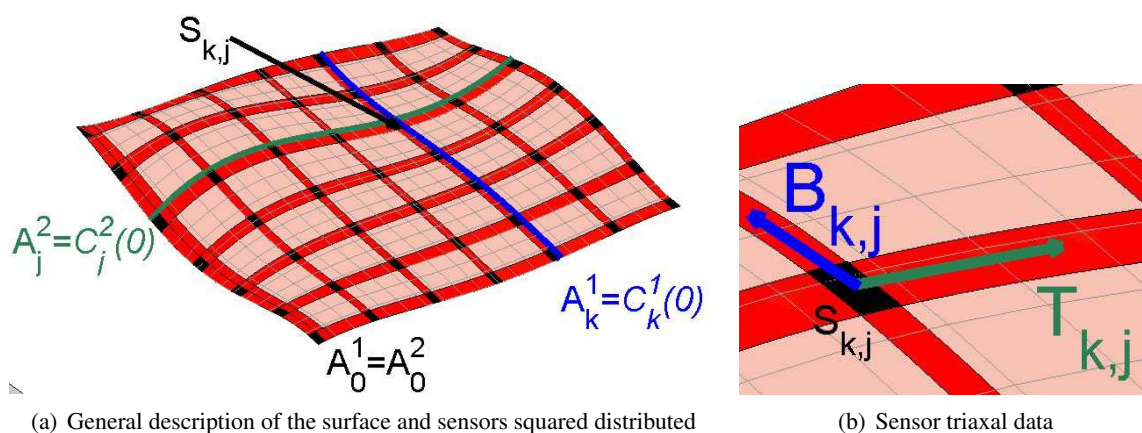 S_{k,j}
A_j^2=C_j^2(0)
A_k^1=C_k^1(0)
A_0^1=A_0^2
B_{k,j}
S_{k,j}
T_{k,j}
(a) General description of the surface and sensors squared distributed
(b) Sensor triaxal data